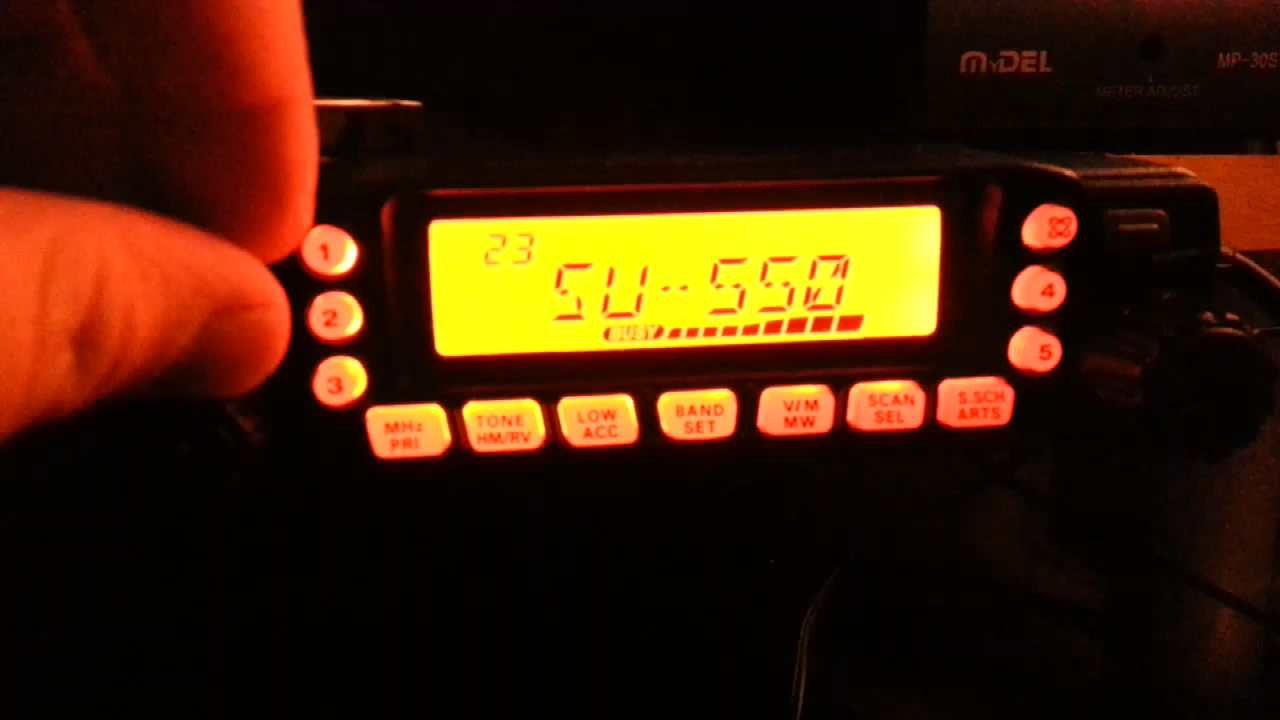 MyDEL
MP-30S
METER ADJUST
1
2
3
23
SU--550
BUSY
4
5
MHz
PRI
TONE
HM/RV
LOW
ACC
BAND
SET
V/M
MW
SCAN
SEL
S.SCH
ARTS